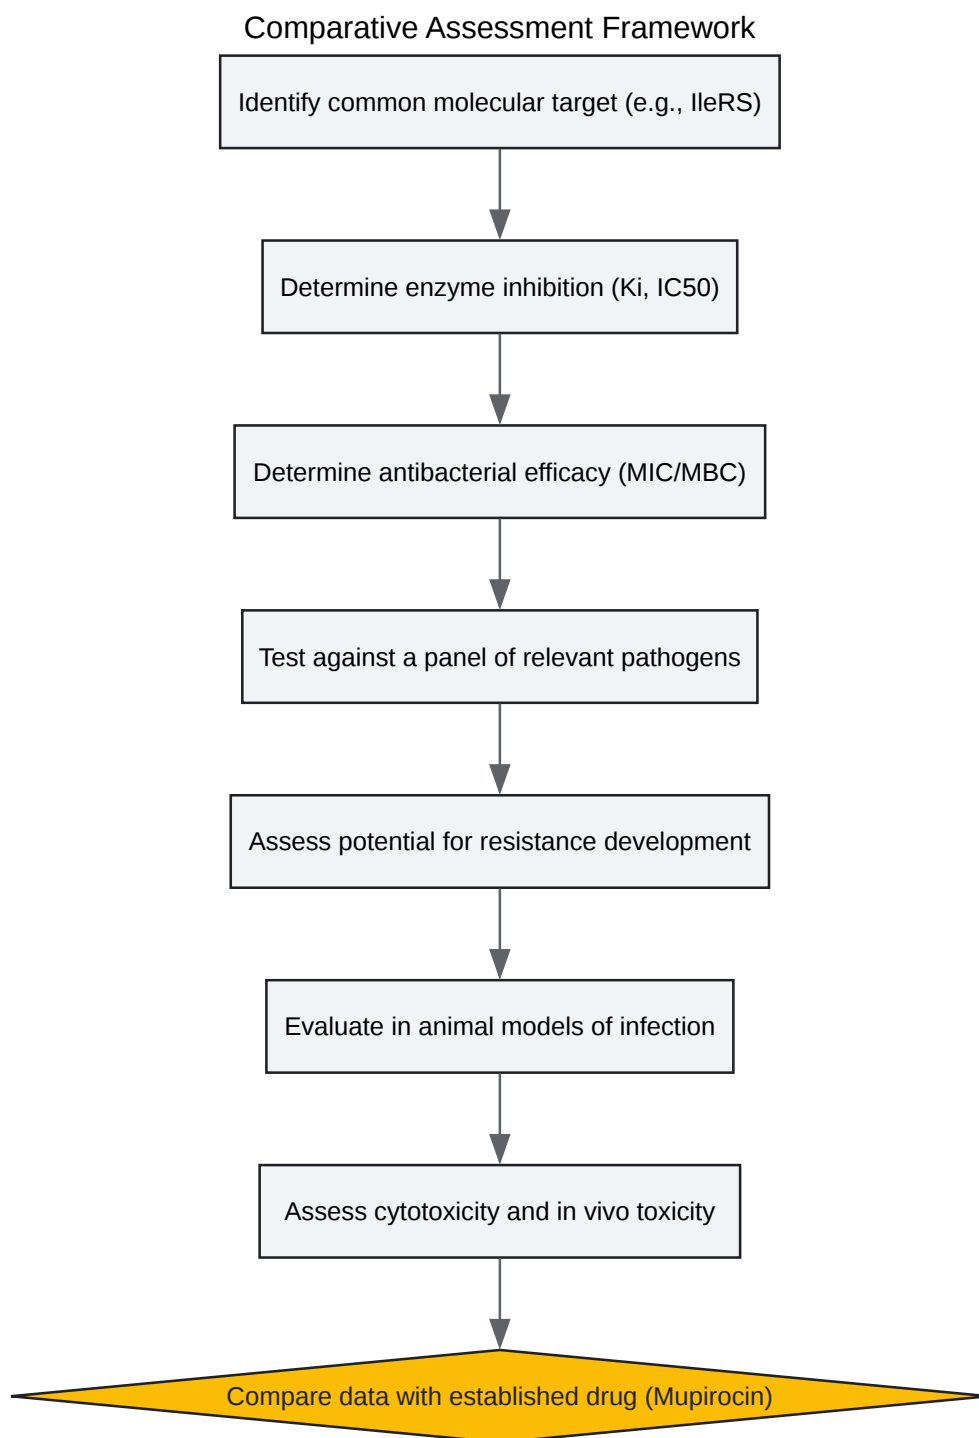 Comparative Assessment Framework
Identify common molecular target (e.g., IleRS)
Determine enzyme inhibition (Ki, IC50)
Determine antibacterial efficacy (MIC/MBC)
Test against a panel of relevant pathogens
Assess potential for resistance development
Evaluate in animal models of infection
Assess cytotoxicity and in vivo toxicity
Compare data with established drug (Mupirocin)